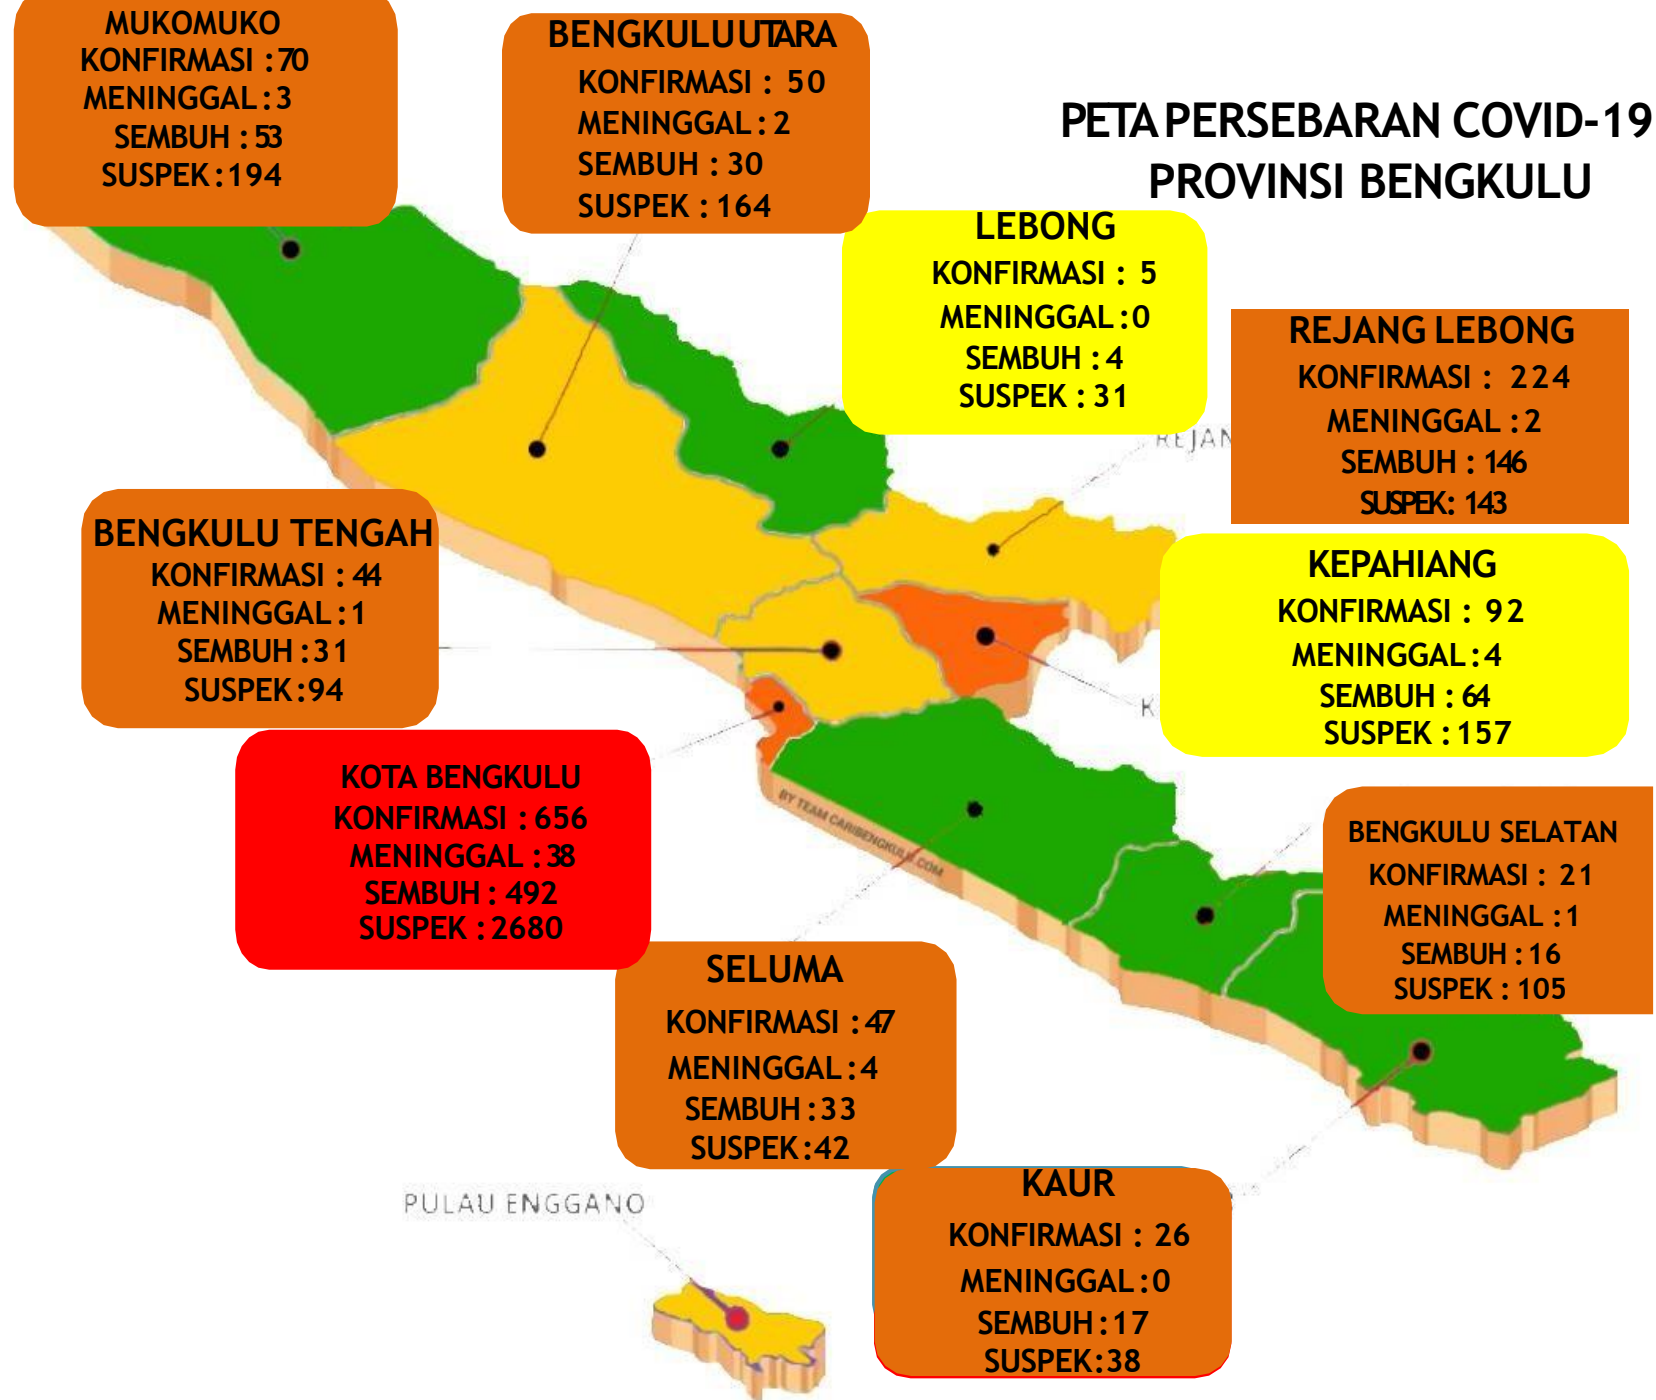 MUKOMUKO
KONFIRMASI : 70
MENINGGAL : 3
SEMBUH : 53
SUSPEK : 194
BENGKULU UTARA
KONFIRMASI : 50
MENINGGAL : 2
SEMBUH : 30
SUSPEK : 164
PETA PERSEBARAN COVID-19
PROVINSI BENGKULU
LEBONG
KONFIRMASI : 5
MENINGGAL : 0
SEMBUH : 4
SUSPEK : 31
REJANG LEBONG
KONFIRMASI : 224
MENINGGAL : 2
SEMBUH : 146
SUSPEK : 143
REJAN
BENGKULU TENGAH
KONFIRMASI : 44
MENINGGAL : 1
SEMBUH : 31
SUSPEK : 94
KEPAHIANG
KONFIRMASI : 92
MENINGGAL : 4
SEMBUH : 64
SUSPEK : 157
K
KOTA BENGKULU
KONFIRMASI : 656
MENINGGAL : 38
SEMBUH : 492
SUSPEK : 2680
BY TEAM CARIBENGKULU.COM
BENGKULU SELATAN
KONFIRMASI : 21
MENINGGAL : 1
SEMBUH : 16
SUSPEK : 105
SELUMA
KONFIRMASI : 47
MENINGGAL : 4
SEMBUH : 33
SUSPEK : 42
KAUR
KONFIRMASI : 26
MENINGGAL : 0
SEMBUH : 17
SUSPEK : 38
PULAU ENGGANO